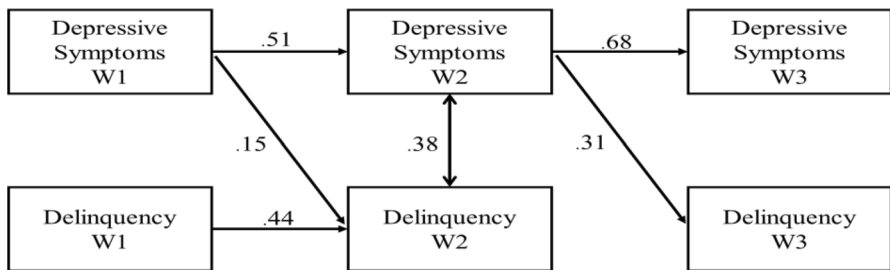 Depressive
Symptoms
W1
.51
Depressive
Symptoms
W2
.68
Depressive
Symptoms
W3
.15
.38
.31
Delinquency
W1
.44
Delinquency
W2
Delinquency
W3